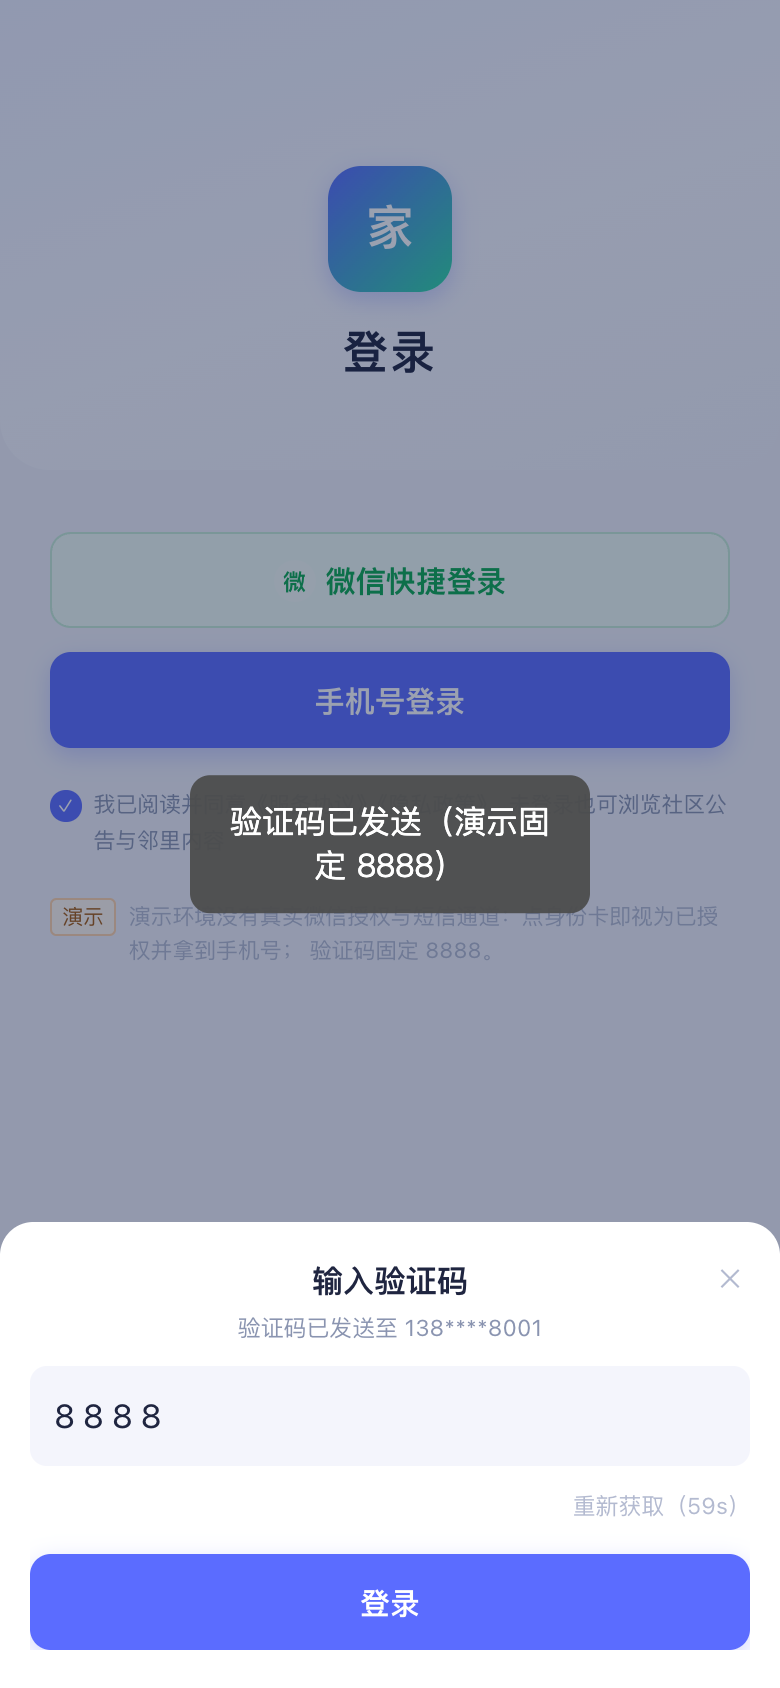 家
登录
微 微信快捷登录
手机号登录
我已阅读并
也可浏览社区公
告与邻里内
验证码已发送（演示固
定 8888）
演示
演示环境没有真实微信授权与短信通道：点身份卡即视为已授
权并拿到手机号； 验证码固定 8888。
输入验证码
验证码已发送至 138****8001
8888
重新获取（59s）
登录